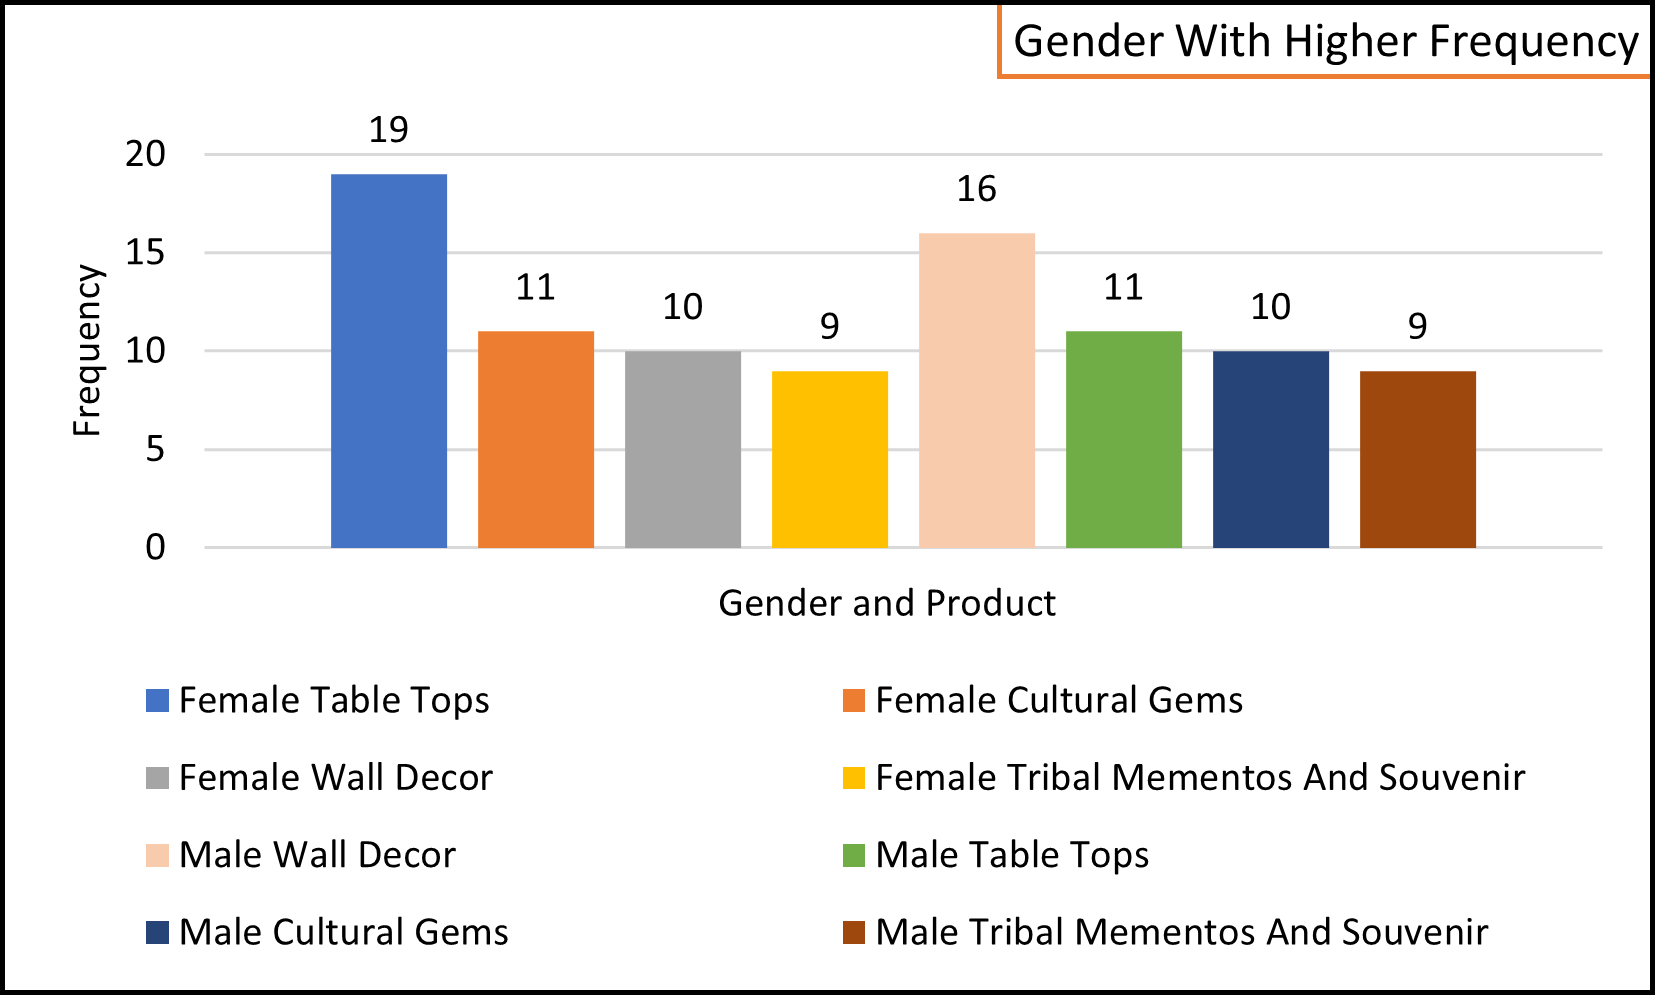 Gender With Higher Frequency
19
20
16
15
11
11
10
10
9
9
10
5
0
Frequency
Gender and Product
Female Table Tops
Female Cultural Gems
Female Wall Decor
Female Tribal Mementos And Souvenir
Male Wall Decor
Male Table Tops
Male Cultural Gems
Male Tribal Mementos And Souvenir